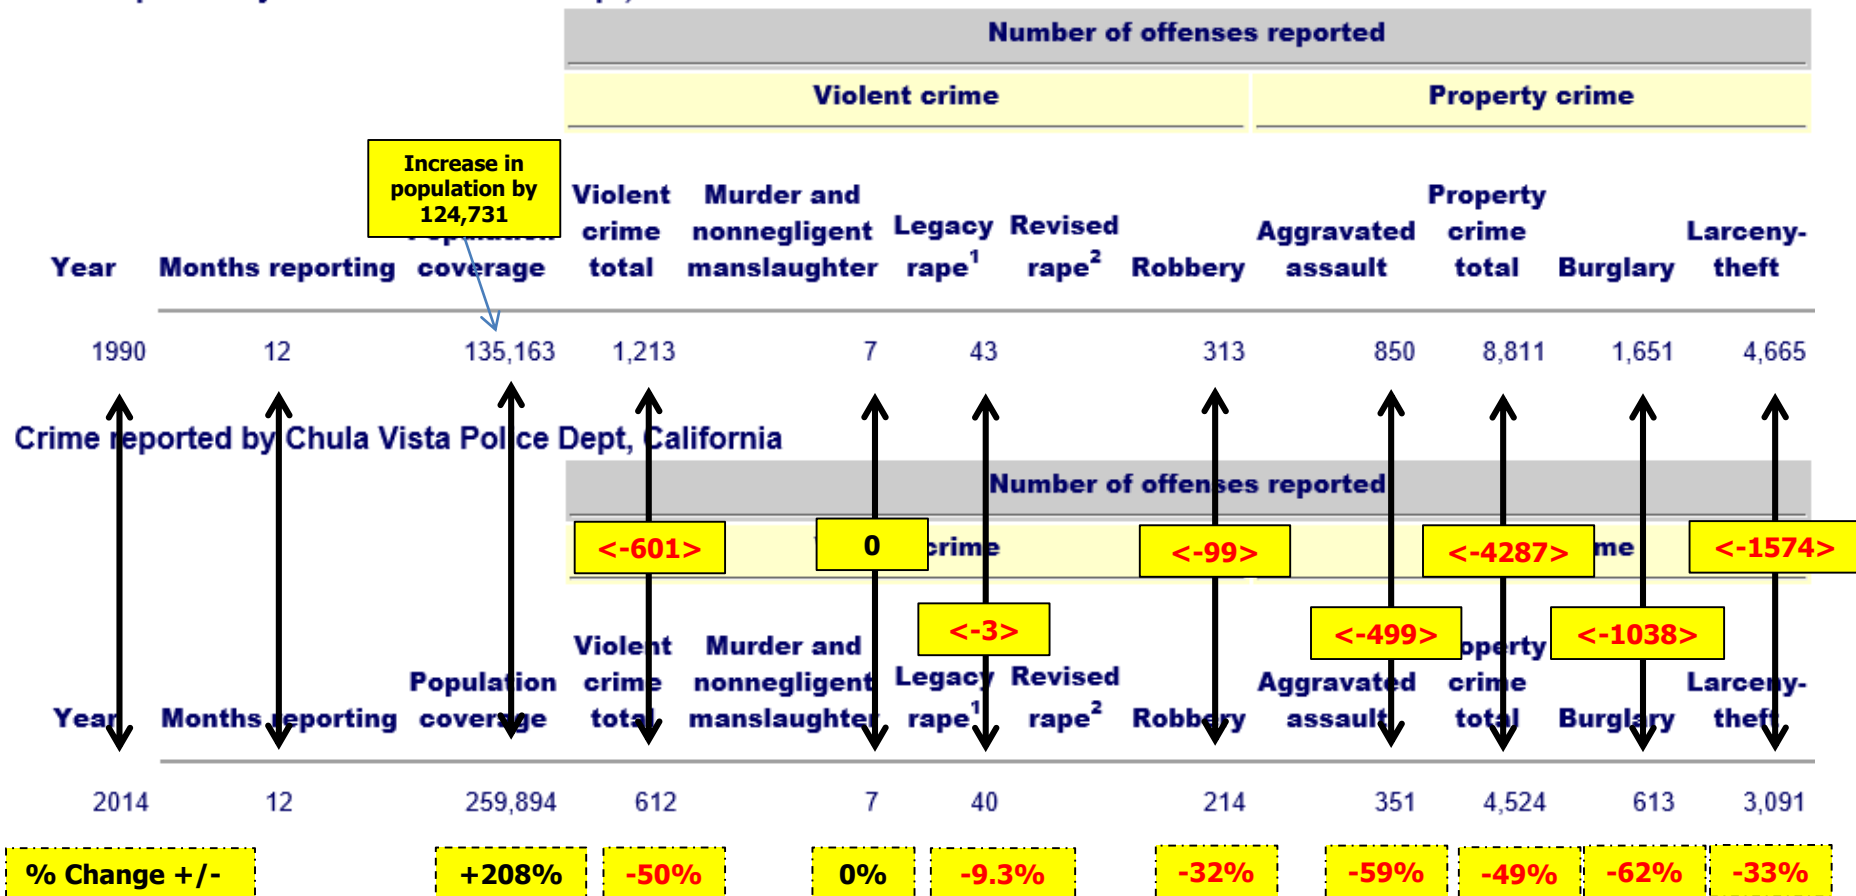 Number of offenses reported
Violent crime Property crime
Increase in
population by
124,731
Violent Murder and Property
crime nonnegligent Legacy Revised Aggravated crime Larceny-
Year Months reporting coverage total manslaughter rape1 rape2 Robbery assault total Burglary theft
1990 12 135,163 1,213 7 43 313 850 8,811 1,651 4,665
Crime reported by Chula Vista Police Dept, California
Number of offenses reported
<-601> 0 crime <-99> <-4287> me <-1574>
<-3> <-499> <-1038>
Violent Murder and operty
Population crime nonnegligent Legacy Revised Aggravated crime Larceny-
Year Months reporting coverage total manslaughter rape1 rape2 Robbery assault total Burglary theft
2014 12 259,894 612 7 40 214 351 4,524 613 3,091
% Change +/- +208% -50% 0% -9.3% -32% -59% -49% -62% -33%